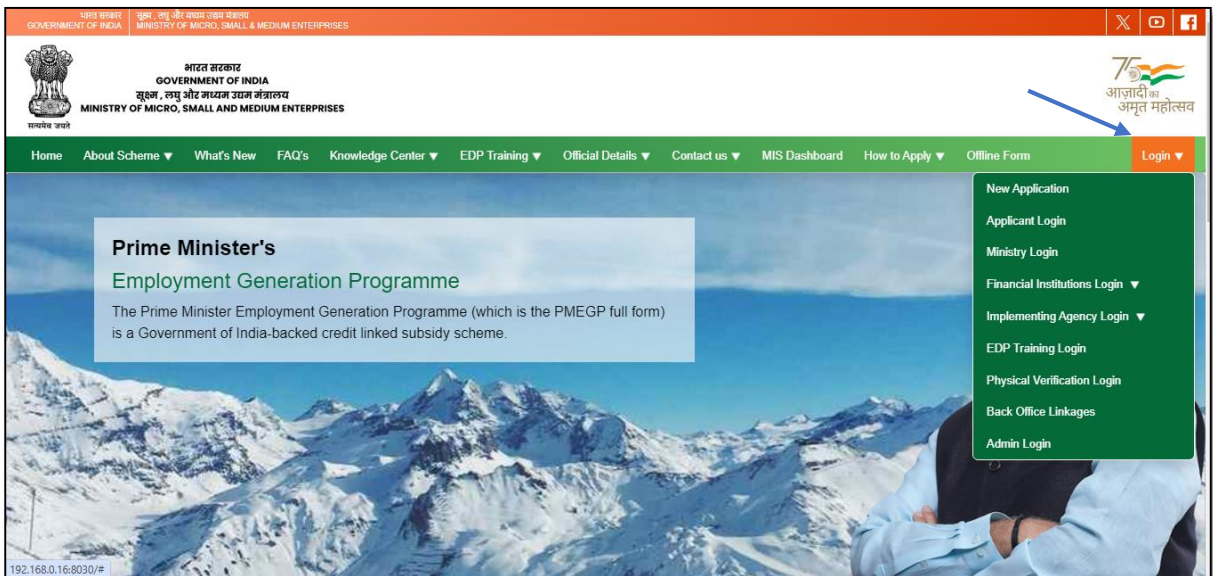 भारत सरकार
GOVERNMENT OF INDIA
सूक्ष्म , लघु और मध्यम उद्यम मंत्रालय
MINISTRY OF MICRO, SMALL & MEDIUM ENTERPRISES
सत्यमेव जयते
भारत सरकार
GOVERNMENT OF INDIA
सूक्ष्म , लघु और मध्यम उद्यम मंत्रालय
MINISTRY OF MICRO, SMALL AND MEDIUM ENTERPRISES
75
आज़ादी का
अमृत महोत्सव
Home About Scheme ▼ What's New FAQ's Knowledge Center ▼ EDP Training ▼ Official Details ▼ Contact us ▼ MIS Dashboard How to Apply ▼ Offline Form Login ▼
New Application
Applicant Login
Ministry Login
Financial Institutions Login ▼
Implementing Agency Login ▼
EDP Training Login
Physical Verification Login
Back Office Linkages
Admin Login
Prime Minister's
Employment Generation Programme
The Prime Minister Employment Generation Programme (which is the PMEGP full form)
is a Government of India-backed credit linked subsidy scheme.
192.168.0.16:8030/#